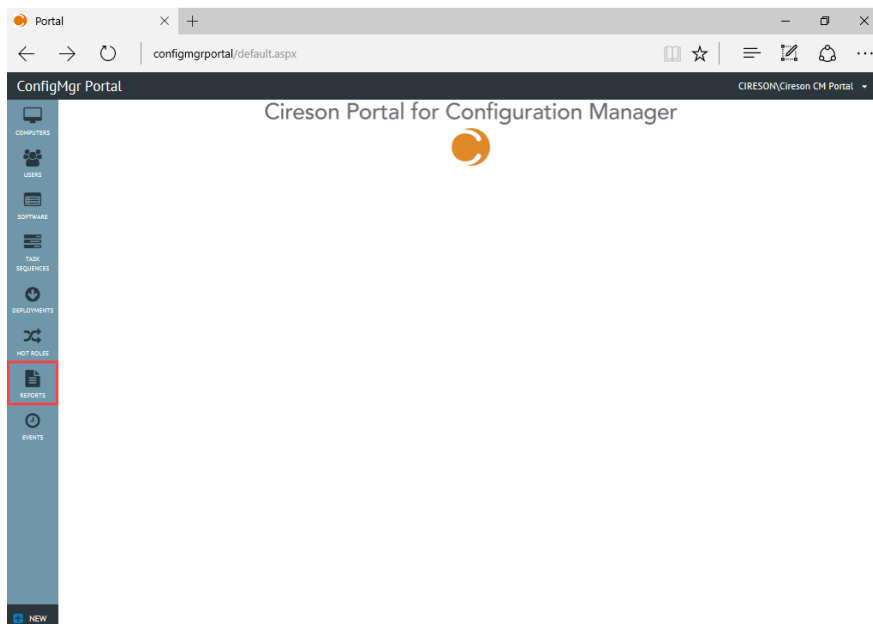 Portal
configmgrportal/default.aspx
ConfigMgr Portal
CIRESON\Cireson CM Portal
Cireson Portal for Configuration Manager
COMPUTERS
USERS
SOFTWARE
TASK
SEQUENCES
DEPLOYMENTS
MDT ROLES
REPORTS
EVENTS
NEW